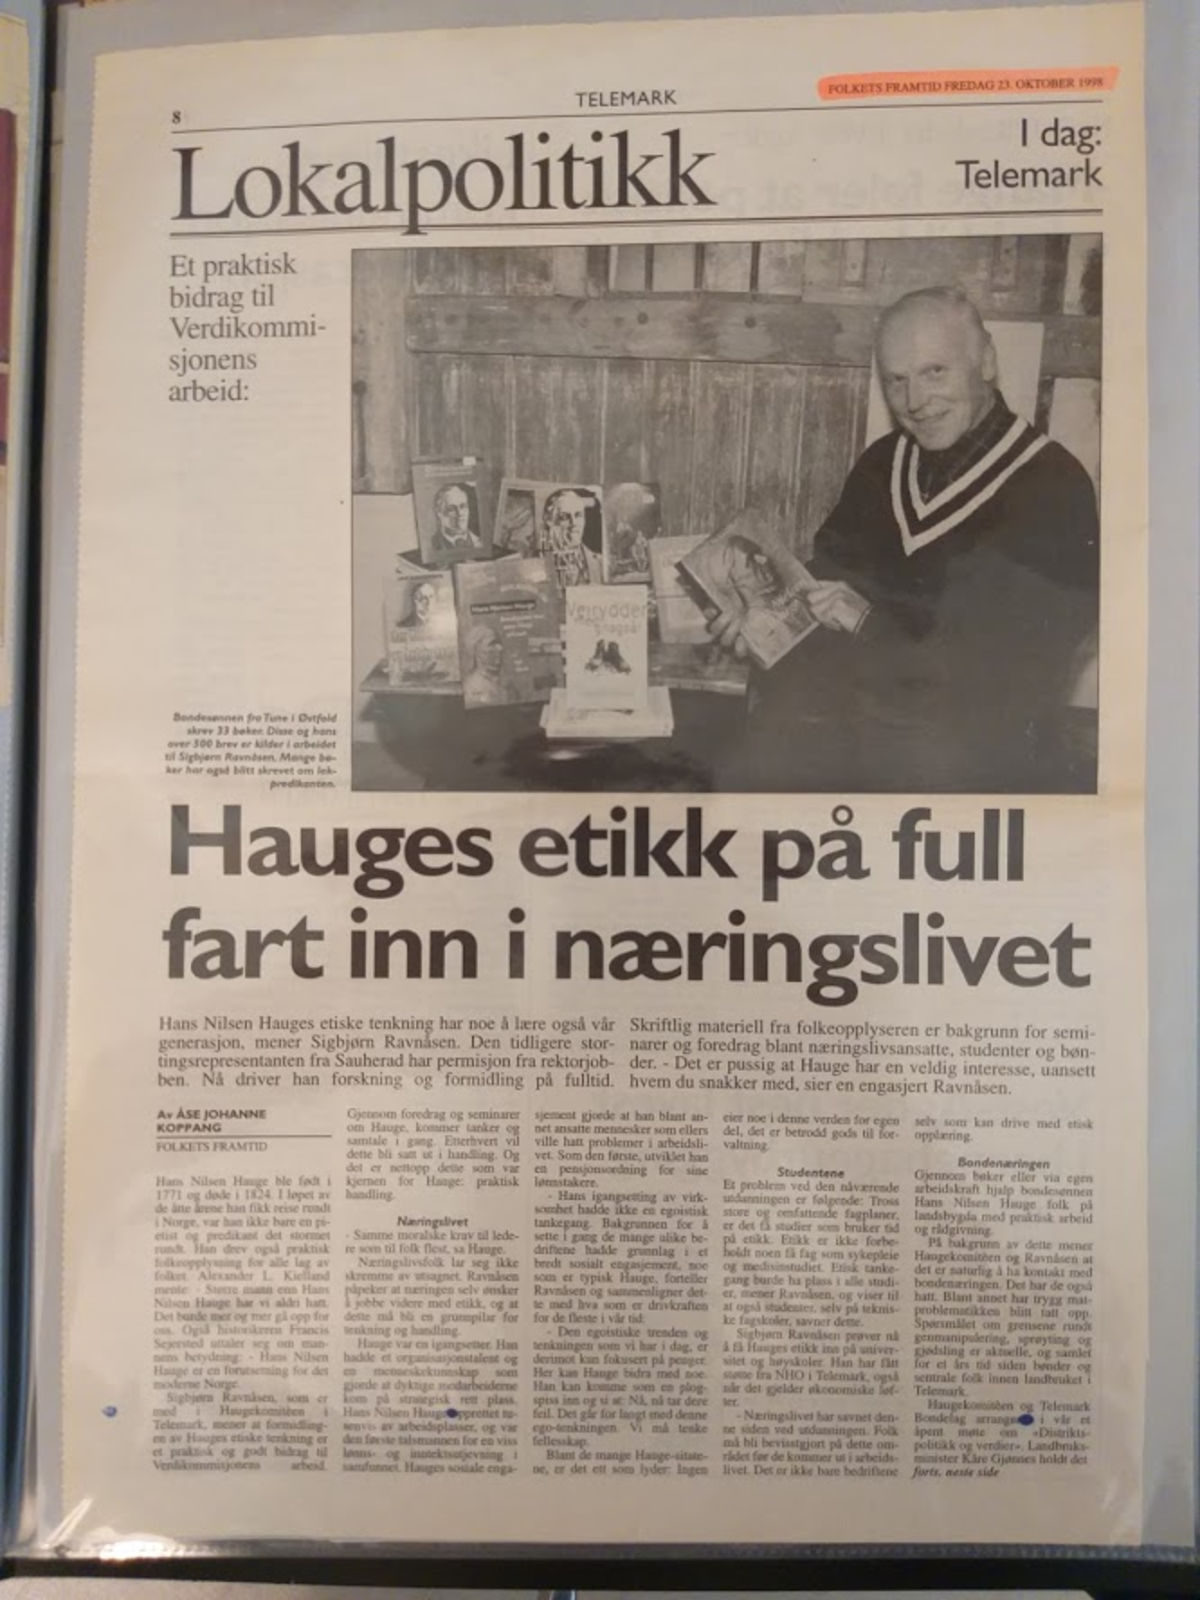 FOLKETS FRAMTID FREDAG 23. OKTOBER 1998
8
TELEMARK
Lokalpolitikk
I dag:
Telemark
Et praktisk
bidrag til
Verdikommi-
sjonens
arbeid:
Vejrydder
Bondesønnen fra Tune i Østfold
skrev 33 bøker. Disse og hans
over 500 brev er kilder i arbeidet
til Sigbjørn Ravnåsen. Mange bø-
ker har også blitt skrevet om lek-
predikanten.
Hauges etikk på full
fart inn i næringslivet
Hans Nilsen Hauges etiske tenkning har noe å lære også vår
generasjon, mener Sigbjørn Ravnåsen. Den tidligere stor-
tingsrepresentanten fra Sauherad har permisjon fra rektorjob-
ben. Nå driver han forskning og formidling på fulltid.
Skriftlig materiell fra folkeopplyseren er bakgrunn for semi-
narer og foredrag blant næringslivsansatte, studenter og bøn-
der. - Det er pussig at Hauge har en veldig interesse, uansett
hvem du snakker med, sier en engasjert Ravnåsen.
Av ÅSE JOHANNE
KOPPANG
FOLKETS FRAMTID
Hans Nilsen Hauge ble født i
1771 og døde i 1824. I løpet av
de åtte årene han fikk reise rundt
i Norge, var han ikke bare en pi-
etist og predikant det stormet
rundt. Han drev også praktisk
folkeopplysning for alle lag av
folket. Alexander L. Kielland
mente: - Større mann enn Hans
Nilsen Hauge har vi aldri hatt.
Det burde mer og mer gå opp for
oss. Også historikeren Francis
Sejersted uttaler seg om man-
nens betydning: - Hans Nilsen
Hauge er en forutsetning for det
moderne Norge.
Sigbjørn Ravnåsen, som er
med i Haugekomitèen i
Telemark, mener at formidling-
en av Hauges etiske tenkning er
et praktisk og godt bidrag til
Verdikommisjonens arbeid.
Gjennom foredrag og seminarer
om Hauge, kommer tanker og
samtale i gang. Etterhvert vil
dette bli satt ut i handling. Og
det er nettopp dette som var
kjernen for Hauge: praktisk
handling.
Næringslivet
- Samme moralske krav til lede-
re som til folk flest, sa Hauge.
Næringslivsfolk lar seg ikke
skremme av utsagnet. Ravnåsen
påpeker at næringen selv ønsker
å jobbe videre med etikk, og at
dette må bli en grunnpilar for
tenkning og handling.
Hauge var en igangsetter. Han
hadde et organisasjonstalent og
en menneskekunnskap som
gjorde at dyktige medarbeiderne
kom på strategisk rett plass.
Hans Nilsen Hauge opprettet tu-
senvis av arbeidsplasser, og var
den første talsmannen for en viss
lønns- og inntektsutjevning i
samfunnet. Hauges sosiale enga-
sjement gjorde at han blant an-
net ansatte mennesker som ellers
ville hatt problemer i arbeidsli-
vet. Som den første, utviklet han
en pensjonsordning for sine
lønnstakere.
- Hans igangsetting av virk-
somhet hadde ikke en egoistisk
tankegang. Bakgrunnen for å
sette i gang de mange ulike be-
driftene hadde grunnlag i et
bredt sosialt engasjement, noe
som er typisk Hauge, forteller
Ravnåsen og sammenligner det-
te med hva som er drivkraften
for de fleste i vår tid:
- Den egoistiske trenden og
tenkningen som vi har i dag, er
derimot kan fokusert på penger.
Her kan Hauge bidra med noe.
Han kan komme som en plog-
spiss inn og si at: Nå, nå tar dere
feil. Det går for langt med denne
ego-tenkningen. Vi må tenke
fellesskap.
Blant de mange Hauge-sitate-
ne, er det ett som lyder: Ingen
eier noe i denne verden for egen
del, det er betrodd gods til for-
valtning.
Studentene
Et problem ved den nåværende
utdanningen er følgende: Tross
store og omfattende fagplaner,
er det få studier som bruker tid
på etikk. Etikk er ikke forbe-
holdt noen få fag som sykepleie
og medisinstudiet. Etisk tanke-
gang burde ha plass i alle studi-
er, mener Ravnåsen, og viser til
at også studenter, selv på teknis-
ke fagskoler, savner dette.
Sigbjørn Ravnåsen prøver nå
å få Hauges etikk inn på univer-
sitet og høyskoler. Han har fått
støtte fra NHO i Telemark, også
når det gjelder økonomiske løf-
ter.
- Næringslivet har savnet den-
ne siden ved utdanningen. Folk
må bli bevisstgjort på dette om-
rådet før de kommer ut i arbeids-
livet. Det er ikke bare bedriftene
selv som kan drive med etisk
opplæring.
Bondenæringen
Gjennom bøker eller via egen
arbeidskraft hjalp bondesønnen
Hans Nilsen Hauge folk på
landsbygda med praktisk arbeid
og rådgivning.
På bakgrunn av dette mener
Haugekomitèen og Ravnåsen at
det er naturlig å ha kontakt med
bondenæringen. Det har de også
hatt. Blant annet har trygg mat-
problematikken blitt tatt opp.
Spørsmålet om grensene rundt
genmanipulering, sprøyting og
gjødsling er aktuelle, og samlet
for et års tid siden bønder og
sentrale folk innen landbruket i
Telemark.
Haugekomitèen og Telemark
Bondelag i vår et
åpent møte om «Distrikts-
politikk og verdier». Landbruks-
minister Kåre Gjønnes holdt det
forts. neste side